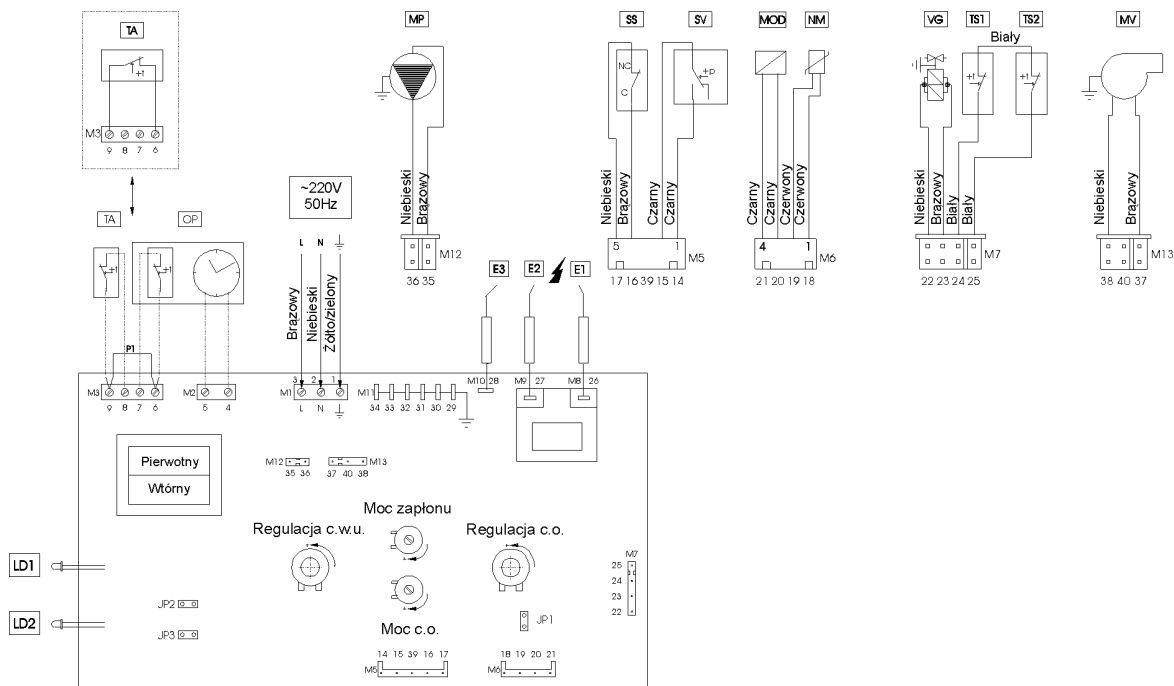 TA
MP
SS
SV
MOD
NM
VG
TS1
TS2
MV
Biały
+t
NC
C
+p
+t
+t
M3
9 8 7 6
Niebieski
Brązowy
Niebieski
Brązowy
Czarny
Czarny
Czarny
Czarny
Czerwony
Czerwony
Niebieski
Brązowy
Biały
Biały
Niebieski
Brązowy
~220V
50Hz
TA
OP
+t
+t
L N
M12
36 35
5 1
M5
17 16 39 15 14
4 1
M6
21 20 19 18
M7
22 23 24 25
M13
38 40 37
E3
E2
E1
Brązowy
Niebieski
Żółto/zielony
P1
M3
9 8 7 6
M2
5 4
3 2 1
M1
L N
M11
34 33 32 31 30 29
M10 28
M9 27
M8 26
Pierwotny
Wtórny
M12
35 36
M13
37 40 38
Moc zapłonu
Regulacja c.w.u.
Regulacja c.o.
Moc c.o.
LD1
LD2
JP2
JP3
JP1
M7
25
24
23
22
14 15 39 16 17
M5
18 19 20 21
M6